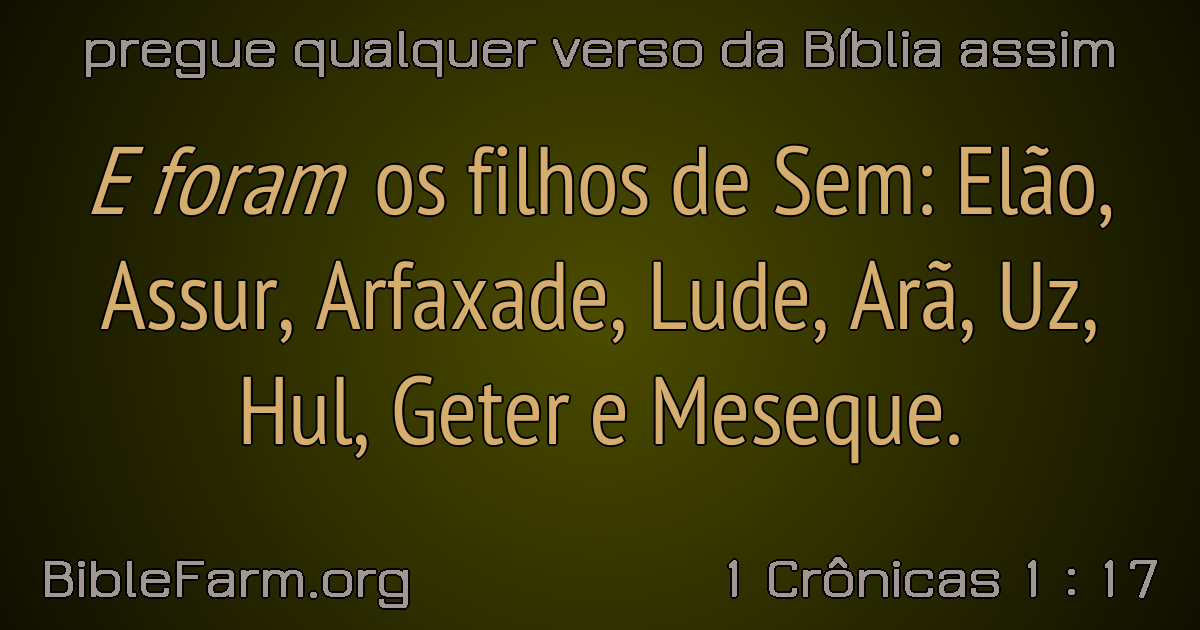 pregue qualquer verso da Bíblia assim
E foram os filhos de Sem: Elão,
Assur, Arfaxade, Lude, Arã, Uz,
Hul, Geter e Meseque.
BibleFarm.org
1 Crônicas 1 : 17